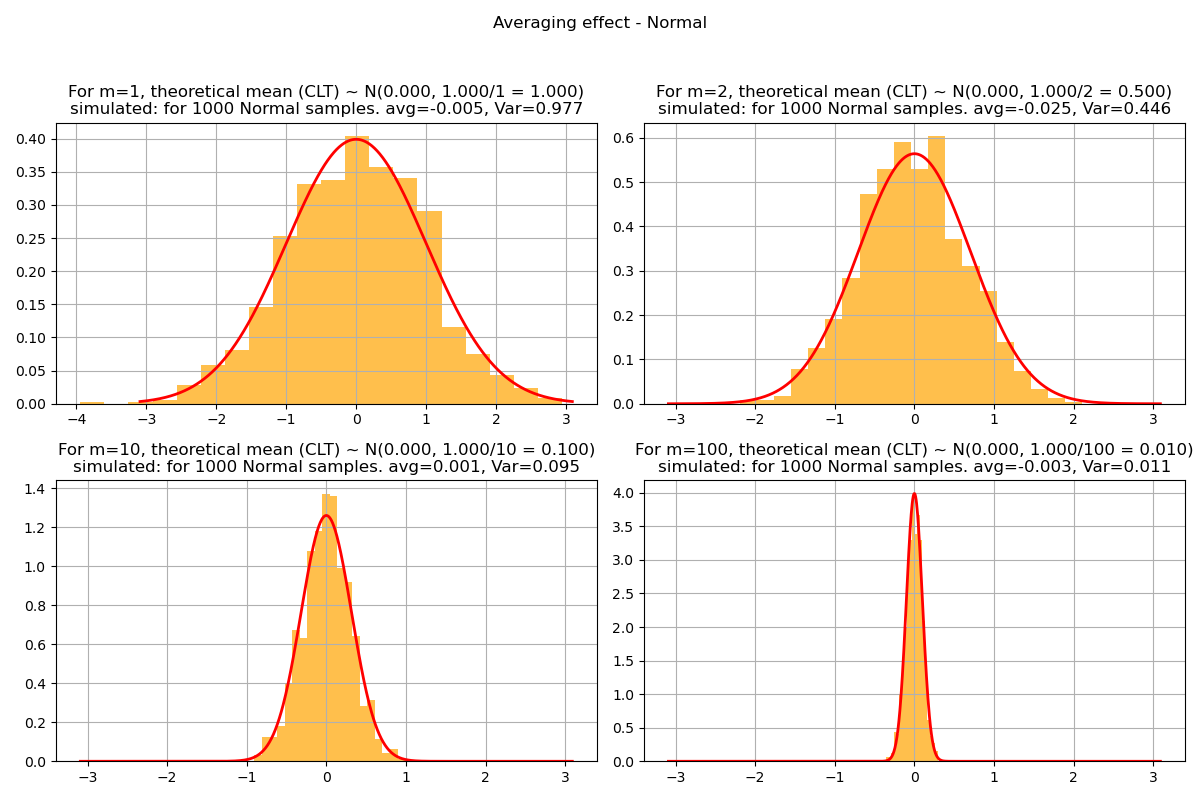 Averaging effect - Normal
For m=1, theoretical mean (CLT) ~ N(0.000, 1.000/1 = 1.000)
simulated: for 1000 Normal samples. avg=-0.005, Var=0.977
0.40
0.35
0.30
0.25
0.20
0.15
0.10
0.05
0.00
−4 −3 −2 −1 0 1 2 3
For m=2, theoretical mean (CLT) ~ N(0.000, 1.000/2 = 0.500)
simulated: for 1000 Normal samples. avg=-0.025, Var=0.446
0.6
0.5
0.4
0.3
0.2
0.1
0.0
−3 −2 −1 0 1 2 3
For m=10, theoretical mean (CLT) ~ N(0.000, 1.000/10 = 0.100)
simulated: for 1000 Normal samples. avg=0.001, Var=0.095
1.4
1.2
1.0
0.8
0.6
0.4
0.2
0.0
−3 −2 −1 0 1 2 3
For m=100, theoretical mean (CLT) ~ N(0.000, 1.000/100 = 0.010)
simulated: for 1000 Normal samples. avg=-0.003, Var=0.011
4.0
3.5
3.0
2.5
2.0
1.5
1.0
0.5
0.0
−3 −2 −1 0 1 2 3